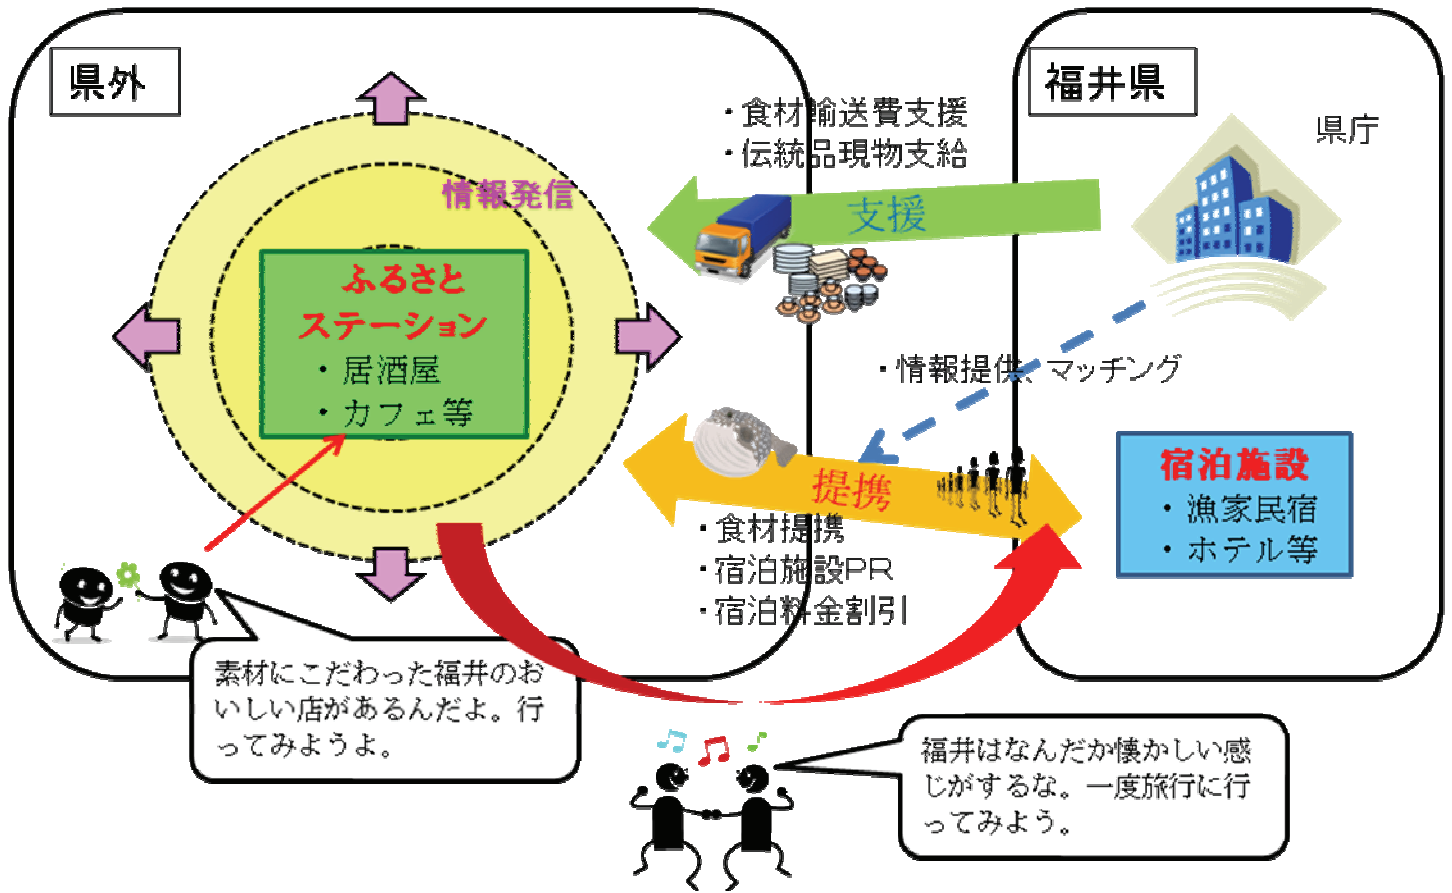 県外
情報発信
ふるさと
ステーション
・居酒屋
・カフェ等
素材にこだわった福井のお
いしい店があるんだよ。行
ってみようよ。
・食材輸送費支援
・伝統品現物支給
支援
・情報提供、マッチング
提携
・食材提携
・宿泊施設PR
・宿泊料金割引
福井県
県庁
宿泊施設
・漁家民宿
・ホテル等
福井はなんだか懐かしい感
じがするな。一度旅行に行
ってみよう。